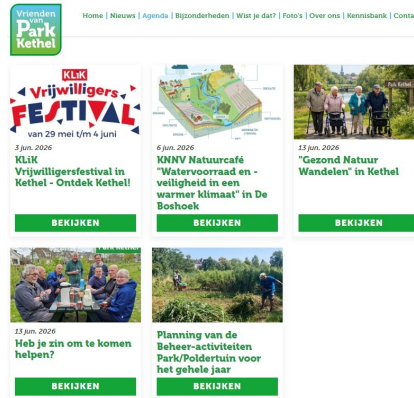 Vrienden
van
Park
Kethel
Home | Nieuws | Agenda | Bijzonderheden | Wist je dat? | Foto's | Over ons | Kennisbank | Conta
KLiK
Vrijwilligers
FESTIVAL
van 29 mei t/m 4 juni
3 jun. 2026
KLiK
Vrijwilligersfestival in
Kethel - Ontdek Kethel!
BEKIJKEN
6 jun. 2026
KNNV Natuurcafé
"Watervoorraad en -
veiligheid in een
warmer klimaat" in De
Boshoek
BEKIJKEN
Park Kethel
13 jun. 2026
"Gezond Natuur
Wandelen" in Kethel
BEKIJKEN
Park Kethel
13 jun. 2026
Heb je zin om te komen
helpen?
BEKIJKEN
Planning van de
Beheer-activiteiten
Park/Poldertuin voor
het gehele jaar
BEKIJKEN